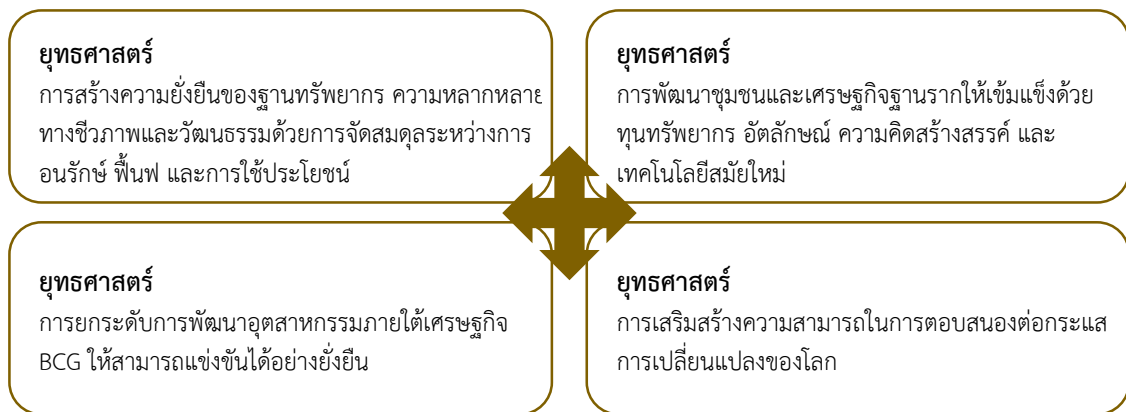 ยุทธศาสตร์
การสร้างความยั่งยืนของฐานทรัพยากร ความหลากหลาย
ทางชีวภาพและวัฒนธรรมด้วยการจัดสมดุลระหว่างการ
อนรักษ์ ฟื้นฟ และการใช้ประโยชน์
ยุทธศาสตร์
การพัฒนาชุมชนและเศรษฐกิจฐานรากให้เข้มแข็งด้วย
ทุนทรัพยากร อัตลักษณ์ ความคิดสร้างสรรค์ และ
เทคโนโลยีสมัยใหม่
ยุทธศาสตร์
การยกระดับการพัฒนาอุตสาหกรรมภายใต้เศรษฐกิจ
BCG ให้สามารถแข่งขันได้อย่างยั่งยืน
ยุทธศาสตร์
การเสริมสร้างความสามารถในการตอบสนองต่อกระแส
การเปลี่ยนแปลงของโลก